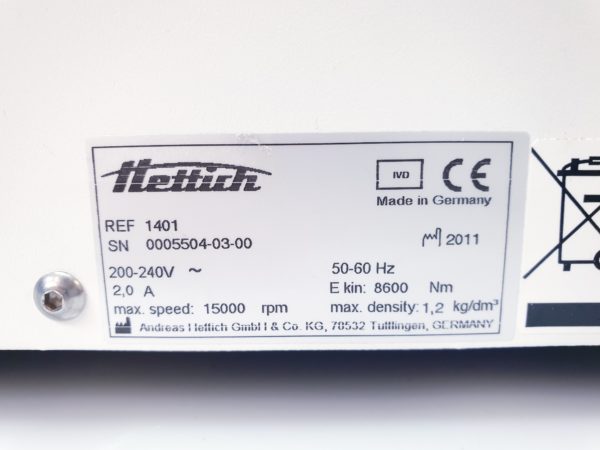 Hettich
IVD CE
Made in Germany
REF 1401
SN 0005504-03-00
2011
200-240V ~ 50-60 Hz
2,0 A E kin: 8600 Nm
max. speed: 15000 rpm max. density: 1,2 kg/dm³
Andreas Hettich GmbH & Co. KG, 78532 Tuttlingen, GERMANY